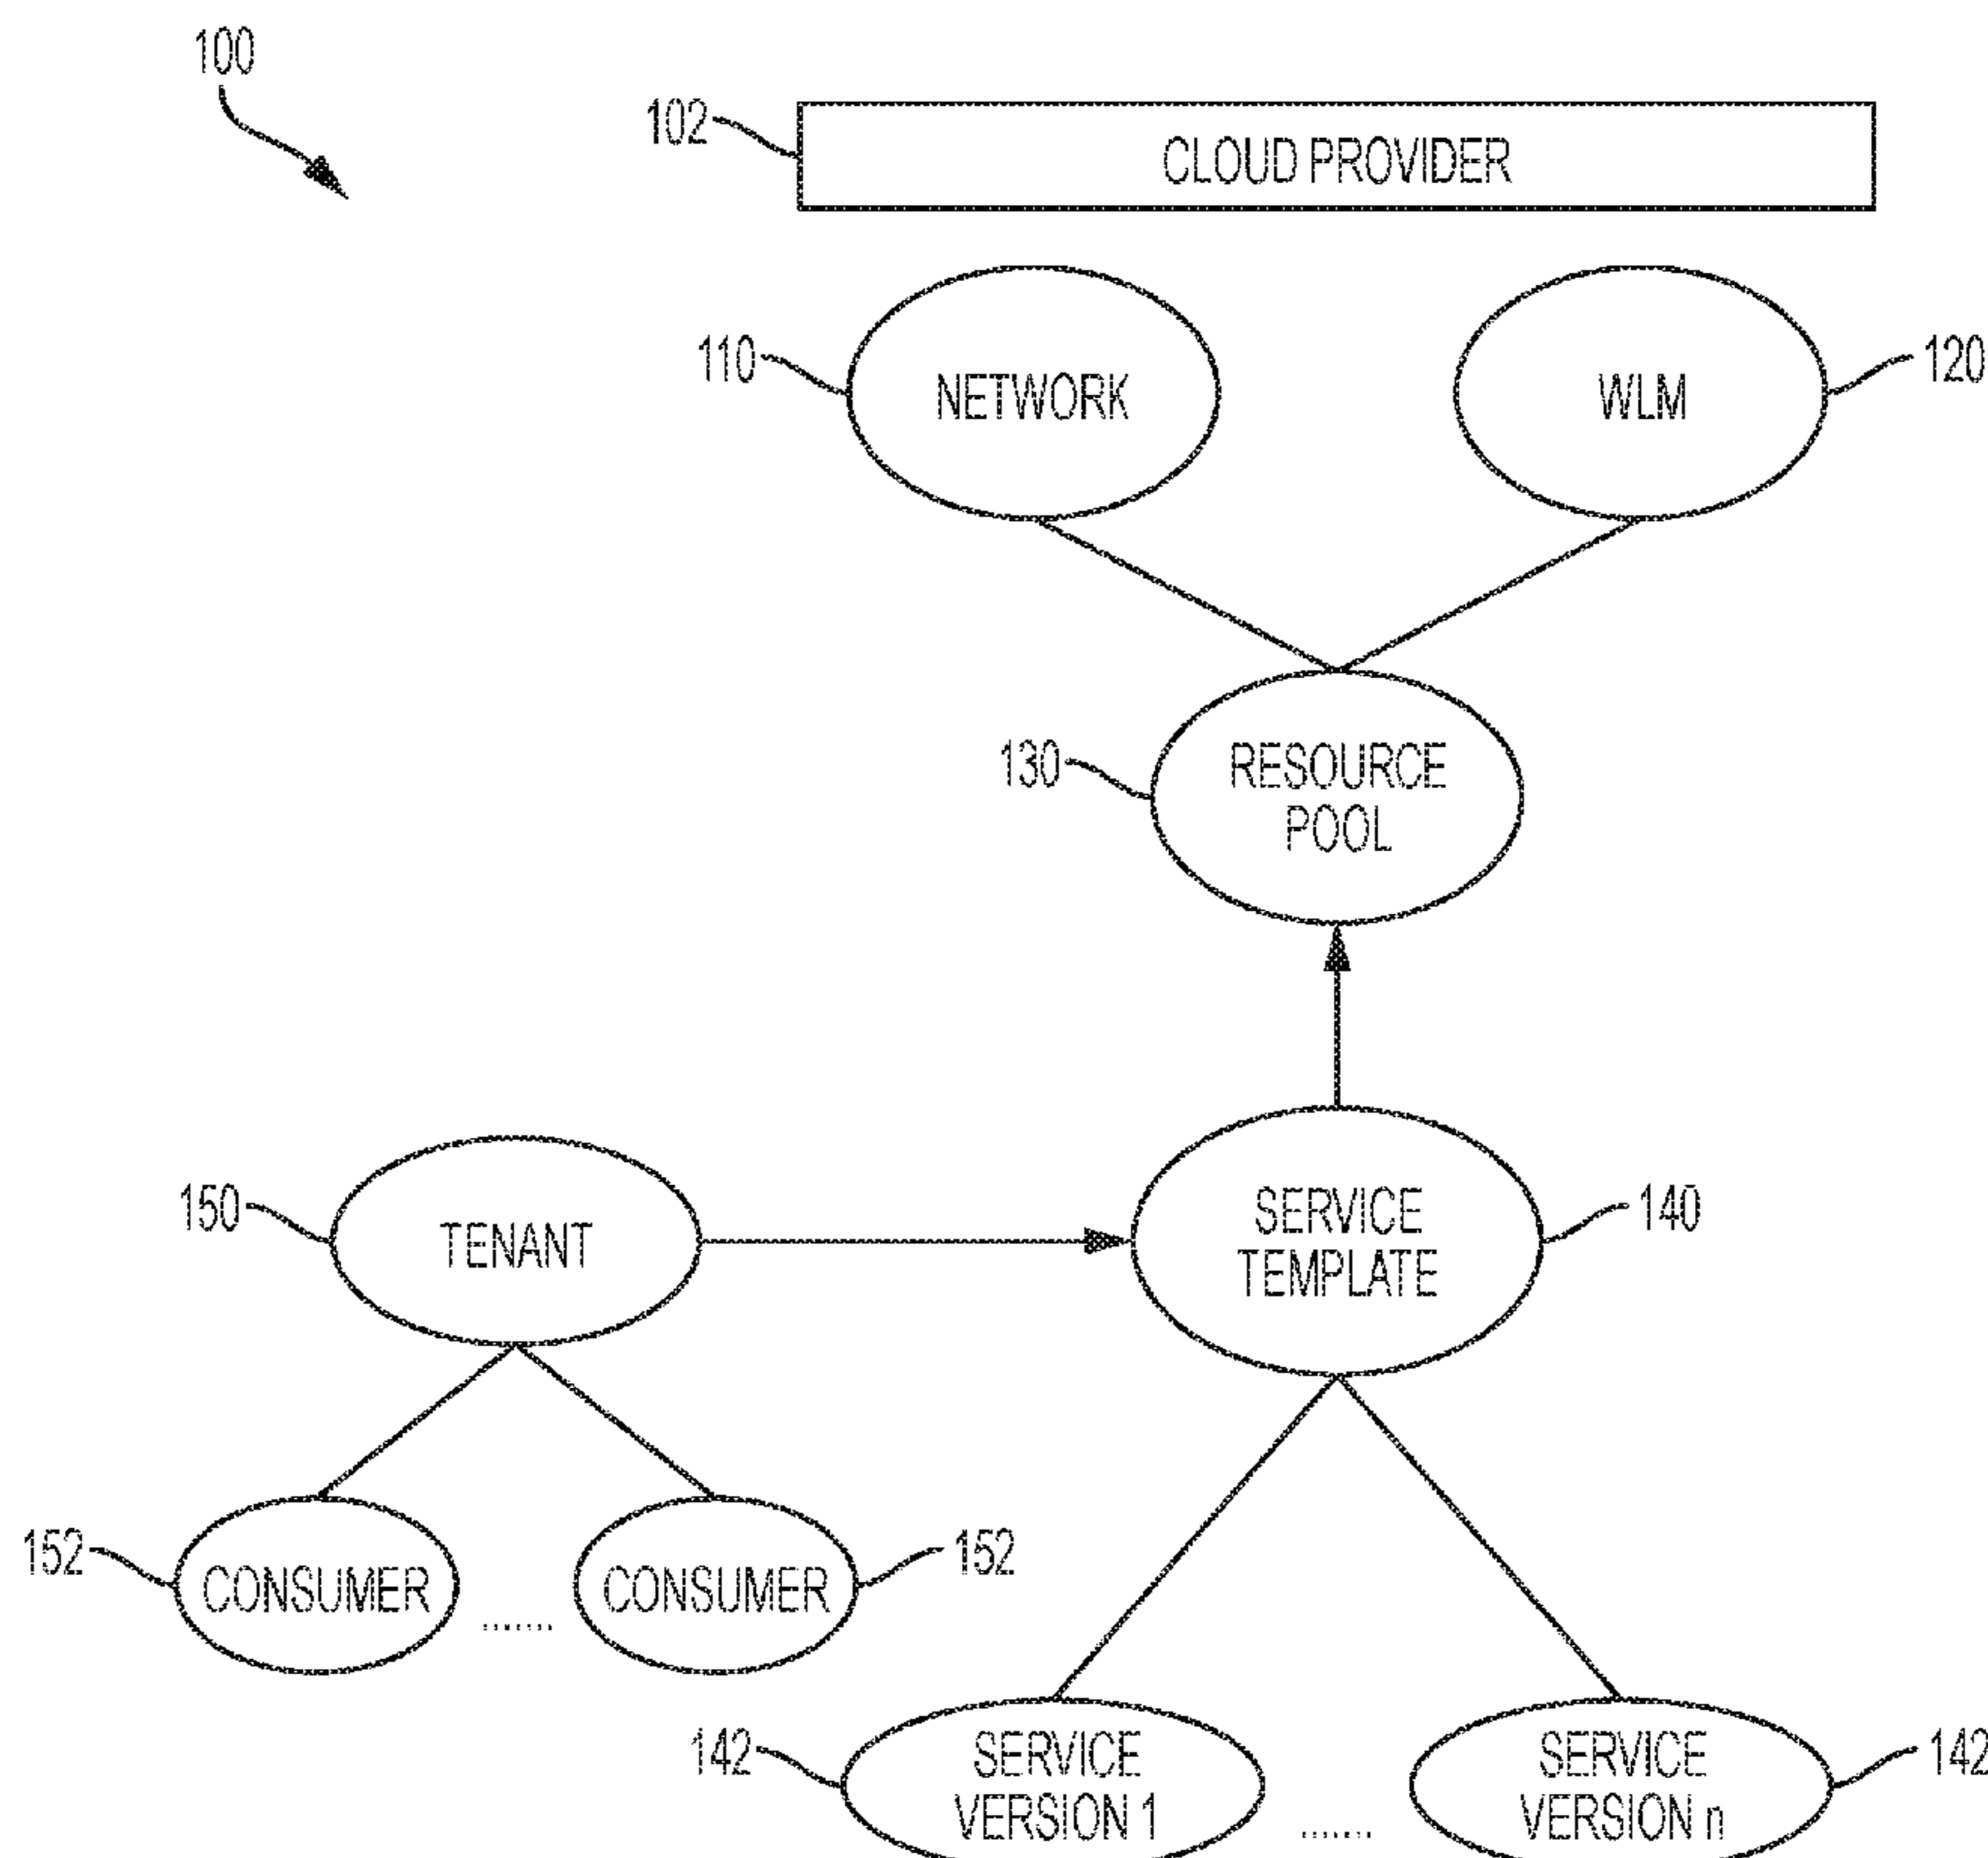 100
102
CLOUD PROVIDER
110
NETWORK
WLM
120
130
RESOURCE
POOL
150
TENANT
SERVICE
TEMPLATE
140
152
CONSUMER
......
CONSUMER
152
142
SERVICE
VERSION 1
......
SERVICE
VERSION n
142